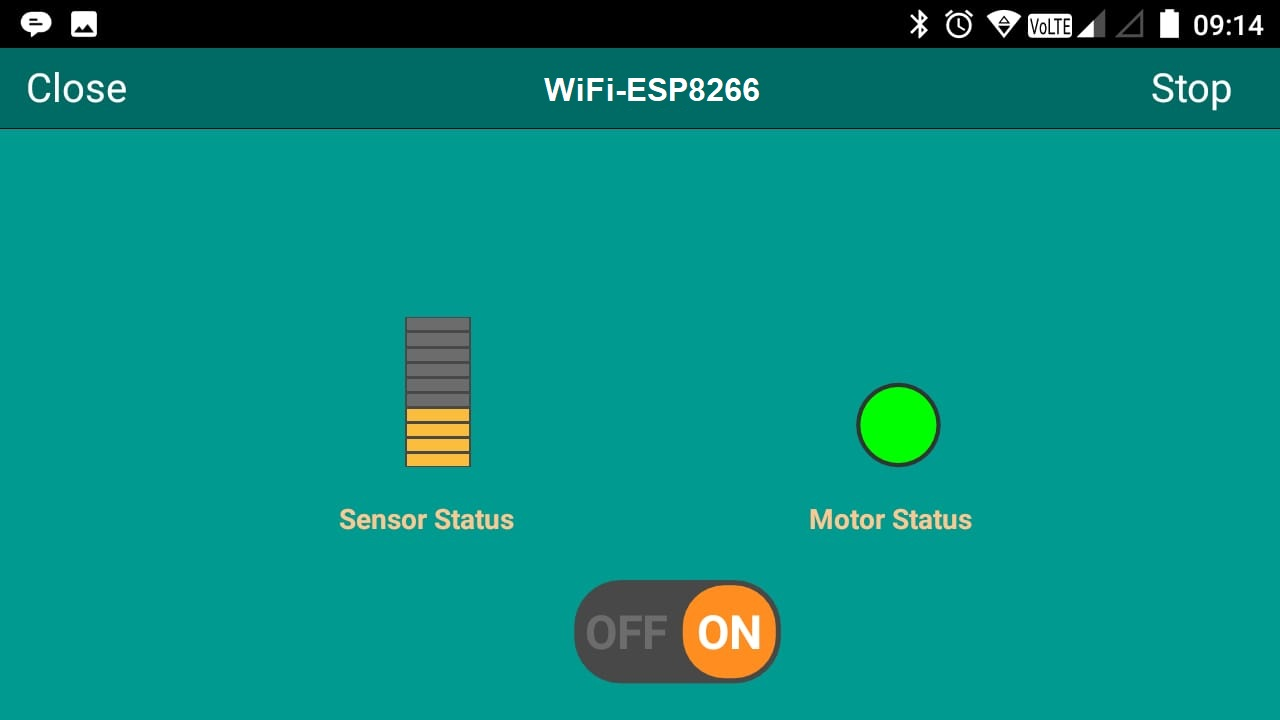 VoLTE 09:14
Close WiFi-ESP8266 Stop
Sensor Status Motor Status
OFF ON